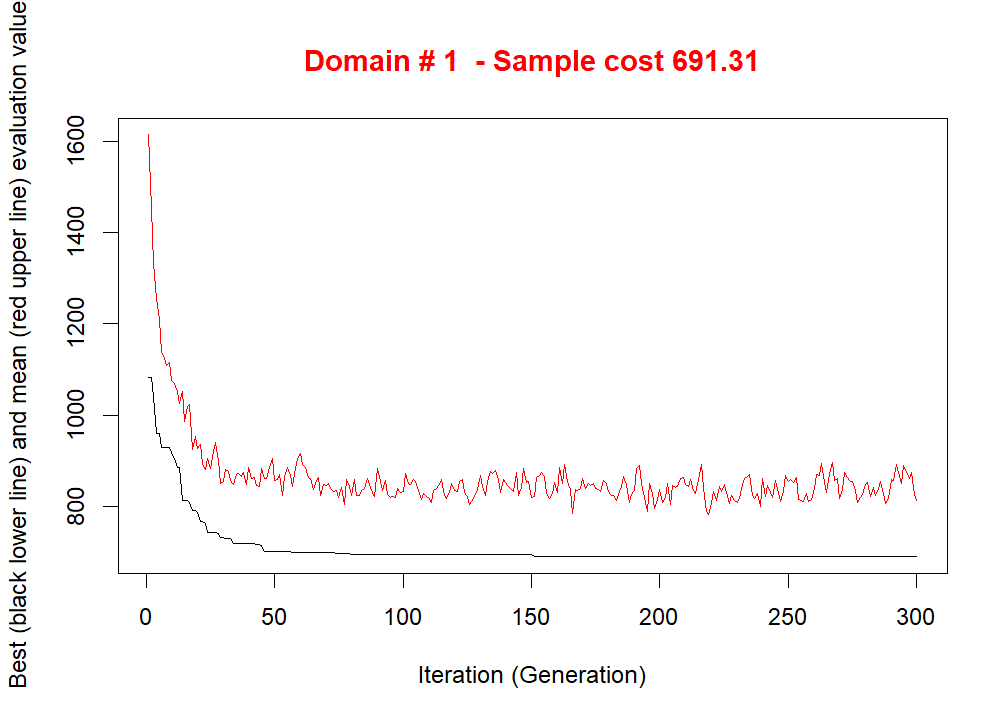 Domain # 1  - Sample cost 691.31
Best (black lower line) and mean (red upper line) evaluation value
1600
1400
1200
1000
800
0 50 100 150 200 250 300
Iteration (Generation)